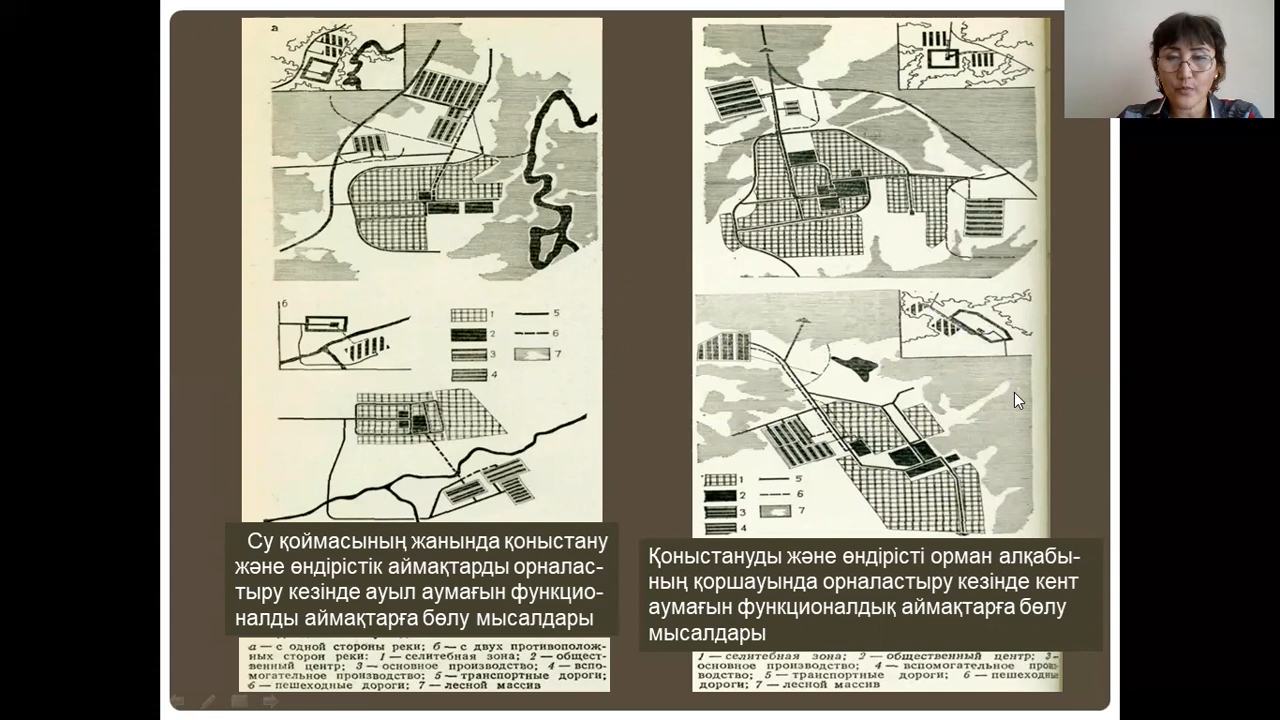 а
б
1
5
2
6
3
7
4
Су қоймасының жанында қоныстану
және өндірістік аймақтарды орналас-
тыру кезінде ауыл аумағын функцио-
налды аймақтарға бөлу мысалдары
а — с одной стороны реки; б — с двух противополож-
ных сторон реки: 1 — селитебная зона; 2 — общест-
венный центр; 3 — основное производство; 4 — вспо-
могательное производство; 5 — транспортные дороги;
6 — пешеходные дороги; 7 — лесной массив
1
5
2
6
3
7
4
Қоныстануды және өндірісті орман алқабы-
ның қоршауында орналастыру кезінде кент
аумағын функционалдық аймақтарға бөлу
мысалдары
1 — селитебная зона; 2 — общественный центр; 3-
основное производство; 4 — вспомогательное произ-
водство; 5 — транспортные дороги; 6 — пешеходные
дороги; 7 — лесной массив